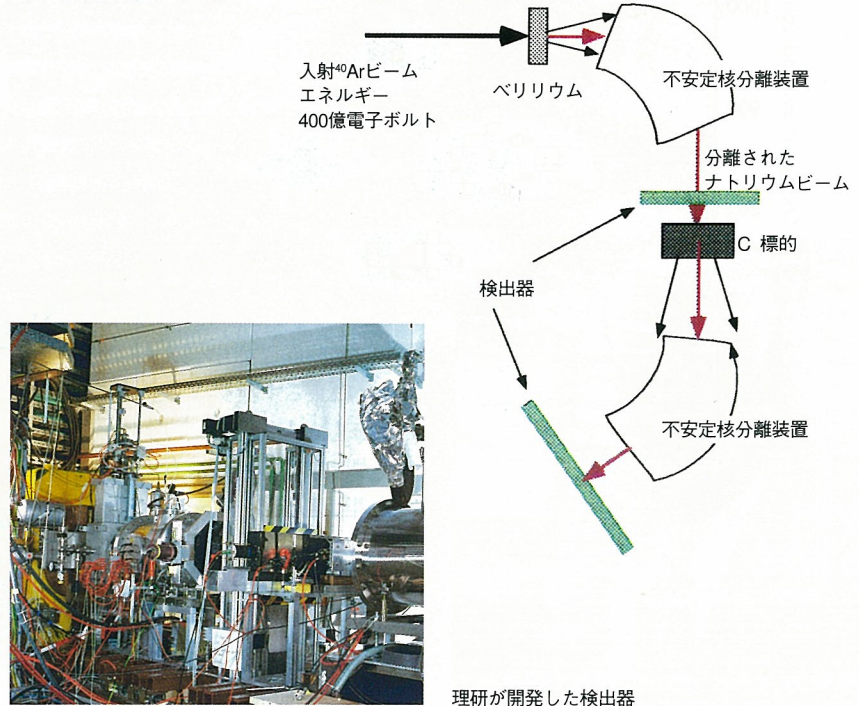 入射⁴⁰Arビーム
エネルギー
400億電子ボルト
ベリリウム
不安定核分離装置
分離された
ナトリウムビーム
C 標的
検出器
不安定核分離装置
理研が開発した検出器